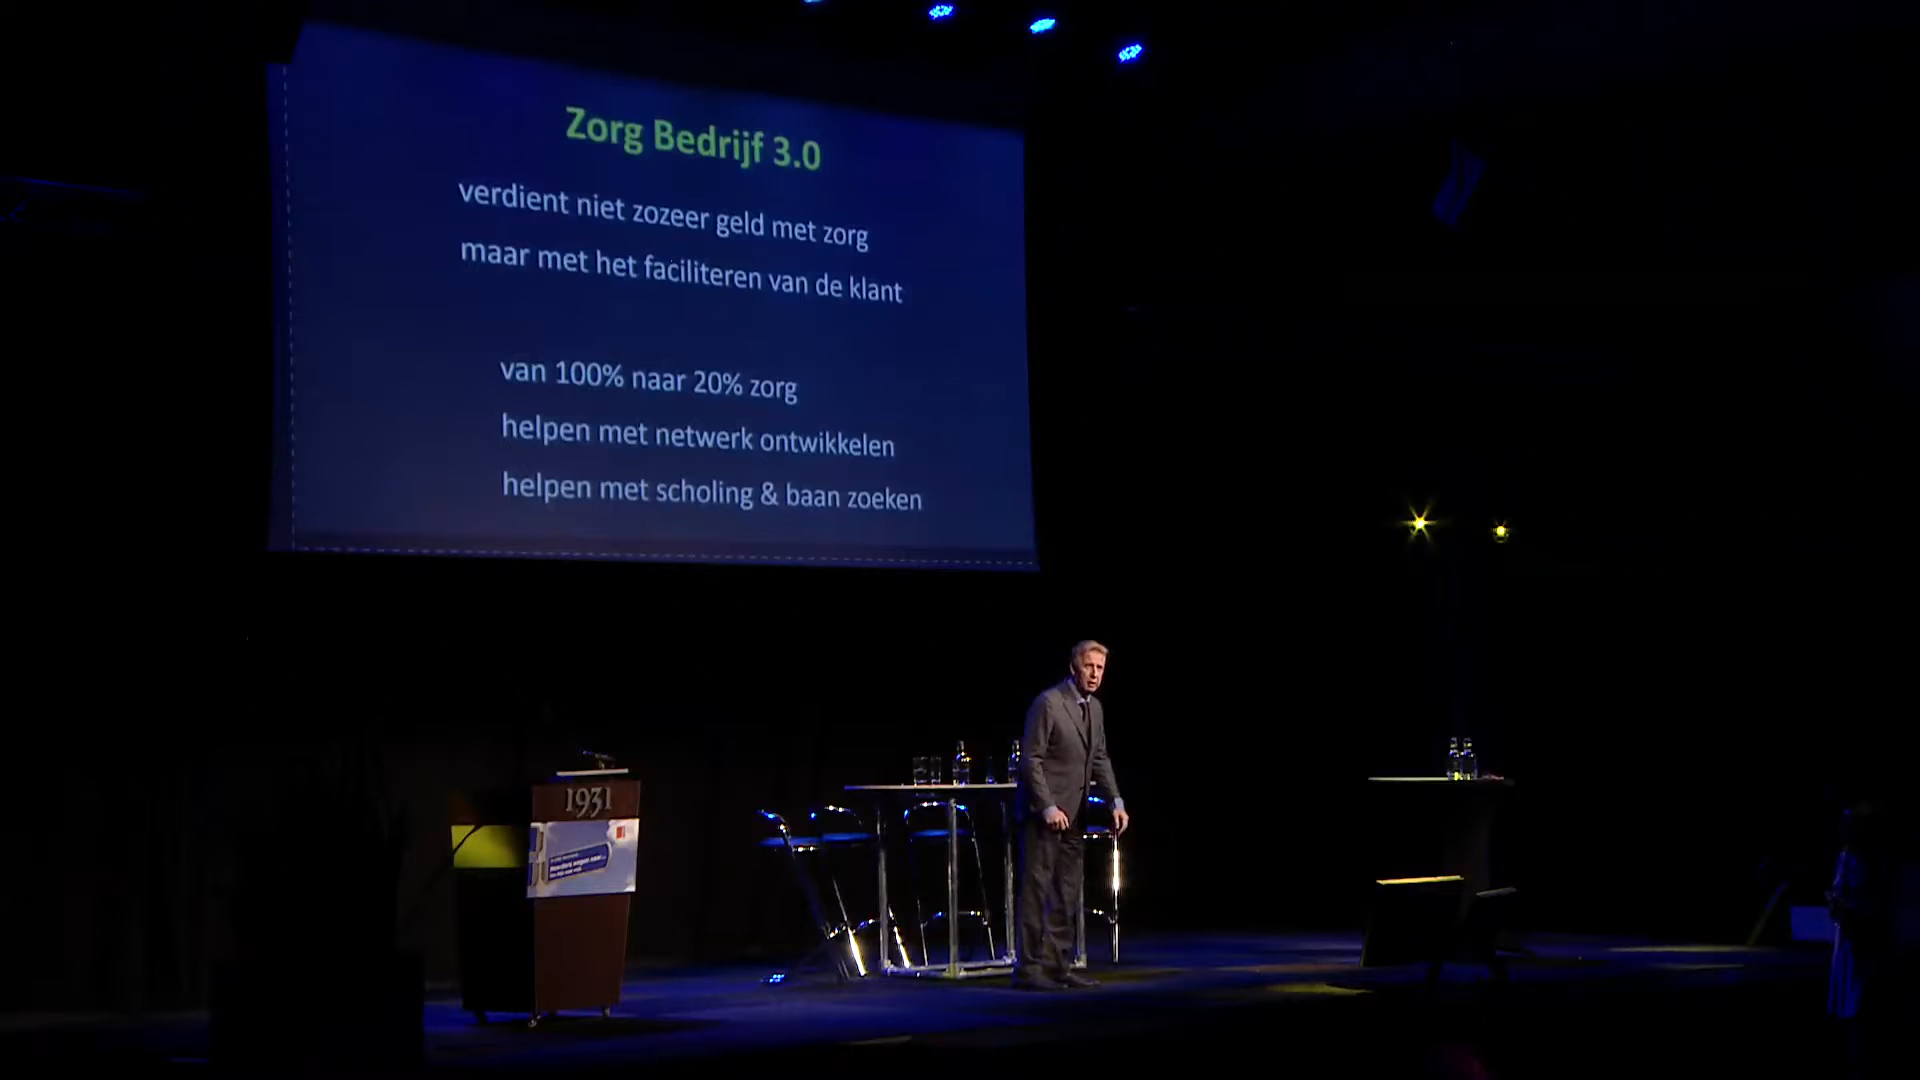 Zorg Bedrijf 3.0
verdient niet zozeer geld met zorg
maar met het faciliteren van de klant
van 100% naar 20% zorg
helpen met netwerk ontwikkelen
helpen met scholing & baan zoeken
1931